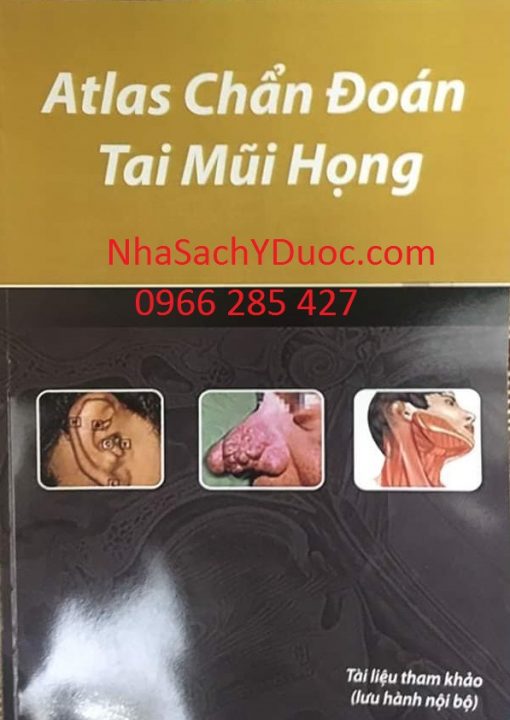 Atlas Chẩn Đoán
Tai Mũi Họng
NhaSachYDuoc.com
0966 285 427
Tài liệu tham khảo
(lưu hành nội bộ)